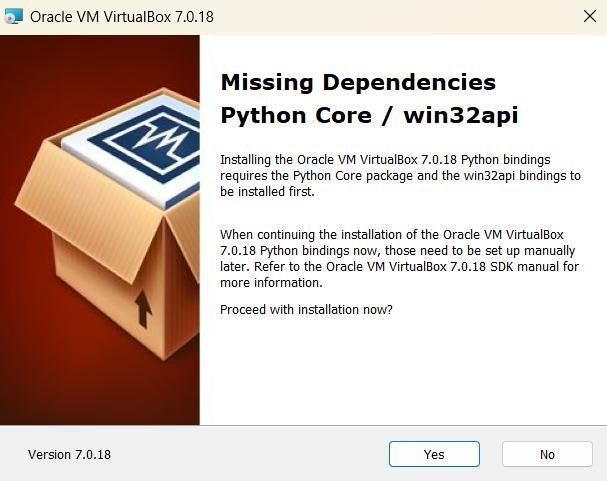 Oracle VM VirtualBox 7.0.18
Missing Dependencies
Python Core / win32api
Installing the Oracle VM VirtualBox 7.0.18 Python bindings
requires the Python Core package and the win32api bindings to
be installed first.
When continuing the installation of the Oracle VM VirtualBox
7.0.18 Python bindings now, those need to be set up manually
later. Refer to the Oracle VM VirtualBox 7.0.18 SDK manual for
more information.
Proceed with installation now?
Version 7.0.18
Yes
No